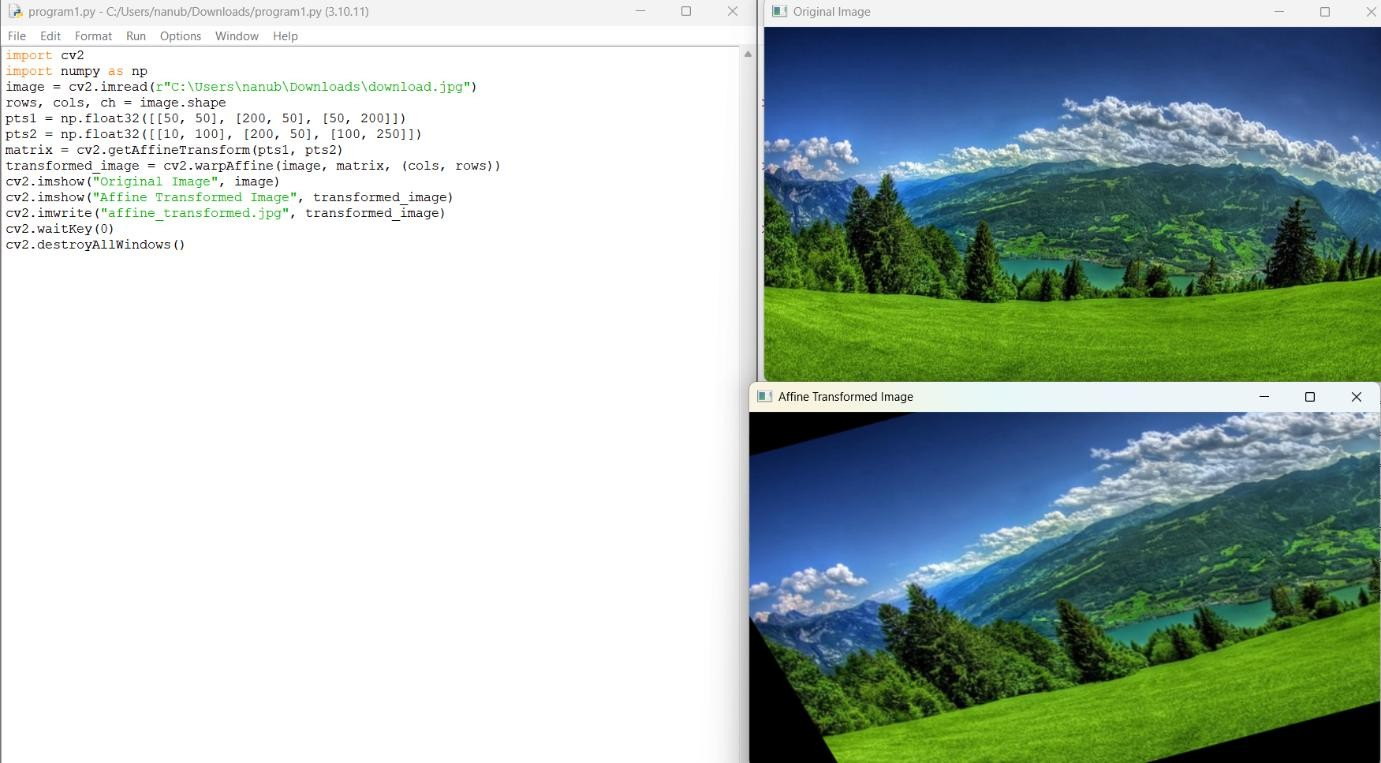 program1.py - C:/Users/nanub/Downloads/program1.py (3.10.11)
File Edit Format Run Options Window Help
import cv2
import numpy as np
image = cv2.imread(r"C:\Users\nanub\Downloads\download.jpg")
rows, cols, ch = image.shape
pts1 = np.float32([[50, 50], [200, 50], [50, 200]])
pts2 = np.float32([[10, 100], [200, 50], [100, 250]])
matrix = cv2.getAffineTransform(pts1, pts2)
transformed_image = cv2.warpAffine(image, matrix, (cols, rows))
cv2.imshow("Original Image", image)
cv2.imshow("Affine Transformed Image", transformed_image)
cv2.imwrite("affine_transformed.jpg", transformed_image)
cv2.waitKey(0)
cv2.destroyAllWindows()
Original Image
Affine Transformed Image